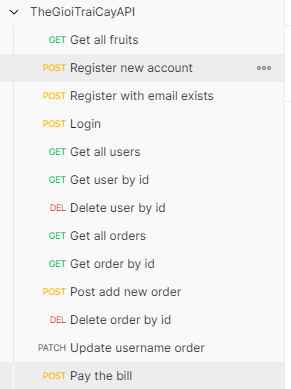 TheGioiTraiCayAPI
GET Get all fruits
POST Register new account
POST Register with email exists
POST Login
GET Get all users
GET Get user by id
DEL Delete user by id
GET Get all orders
GET Get order by id
POST Post add new order
DEL Delete order by id
PATCH Update username order
POST Pay the bill